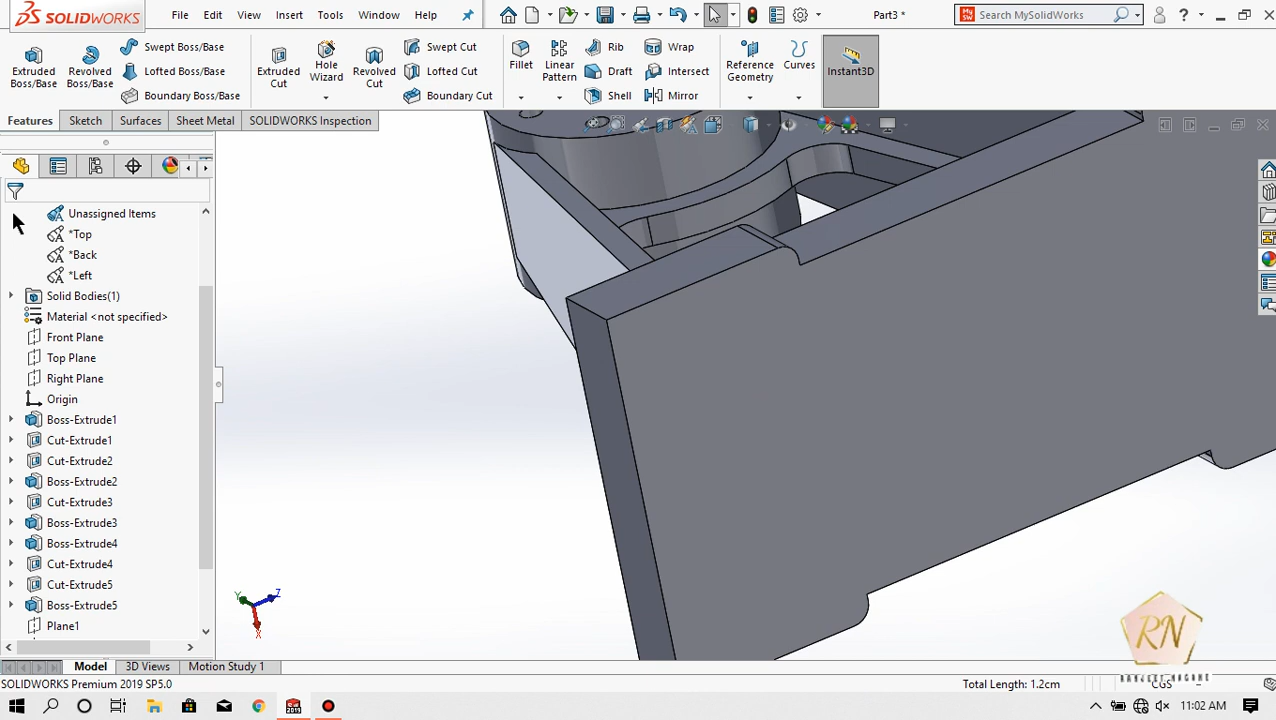 SOLIDWORKS
File Edit View Insert Tools Window Help
Part3 *
Search MySolidWorks
Extruded Boss/Base
Revolved Boss/Base
Swept Boss/Base
Lofted Boss/Base
Boundary Boss/Base
Extruded Cut
Hole Wizard
Revolved Cut
Swept Cut
Lofted Cut
Boundary Cut
Fillet
Linear Pattern
Rib
Draft
Shell
Wrap
Intersect
Mirror
Reference Geometry
Curves
Instant3D
Features Sketch Surfaces Sheet Metal SOLIDWORKS Inspection
Unassigned Items
*Top
*Back
*Left
Solid Bodies(1)
Material <not specified>
Front Plane
Top Plane
Right Plane
Origin
Boss-Extrude1
Cut-Extrude1
Cut-Extrude2
Boss-Extrude2
Cut-Extrude3
Boss-Extrude3
Boss-Extrude4
Cut-Extrude4
Cut-Extrude5
Boss-Extrude5
Plane1
Y
Z
X
RN
Model 3D Views Motion Study 1
SOLIDWORKS Premium 2019 SP5.0
Total Length: 1.2cm
CGS
11:02 AM